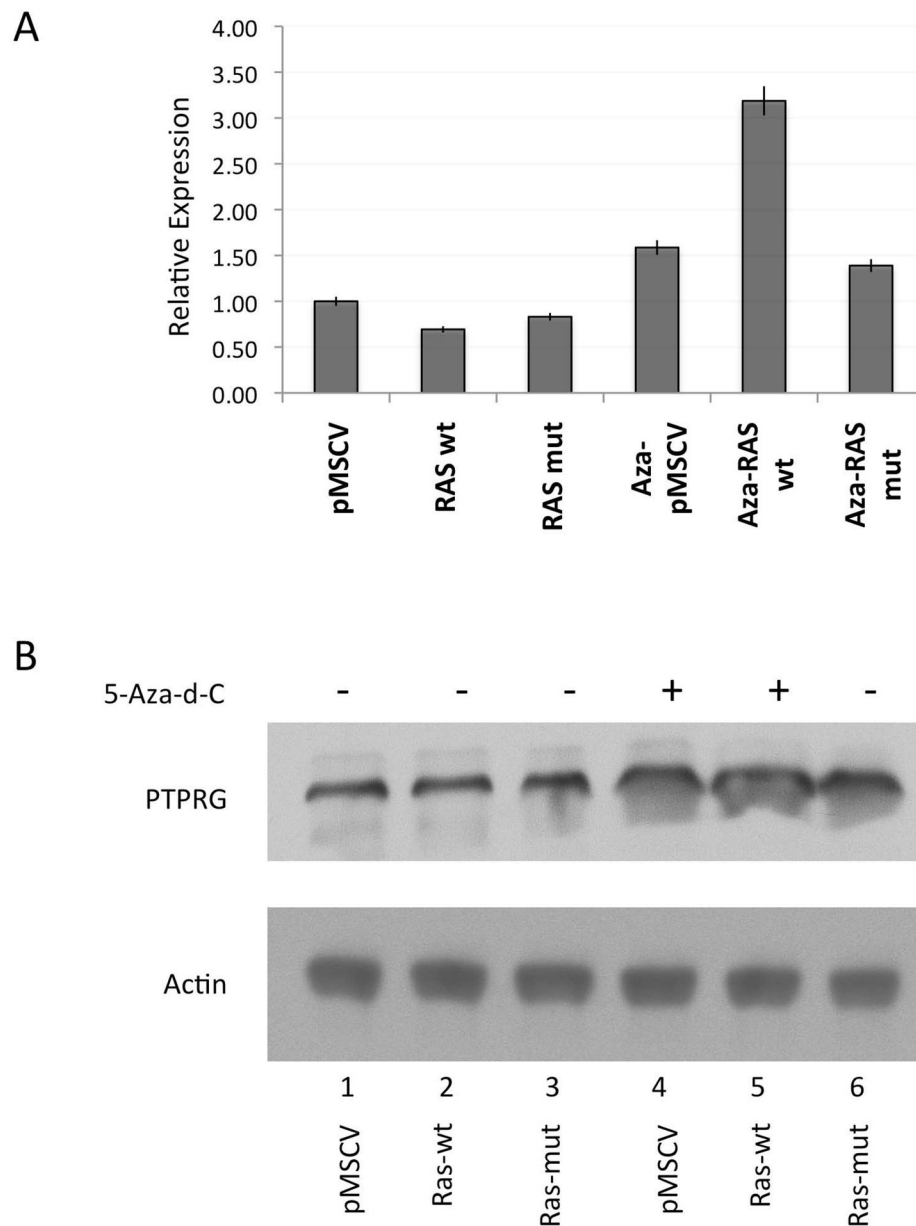 A
Relative Expression
4.00
3.50
3.00
2.50
2.00
1.50
1.00
0.50
0.00
pMSCV
RAS wt
RAS mut
Aza-
pMSCV
Aza-RAS
wt
Aza-RAS
mut
B
5-Aza-d-C - - - + + -
PTPRG
Actin
1 2 3 4 5 6
pMSCV
Ras-wt
Ras-mut
pMSCV
Ras-wt
Ras-mut